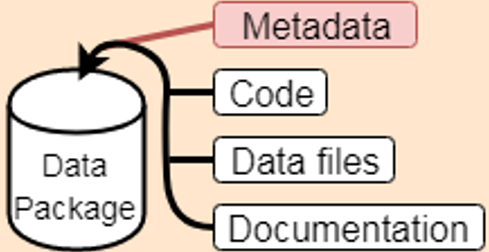 Metadata
Code
Data files
Documentation
Data
Package